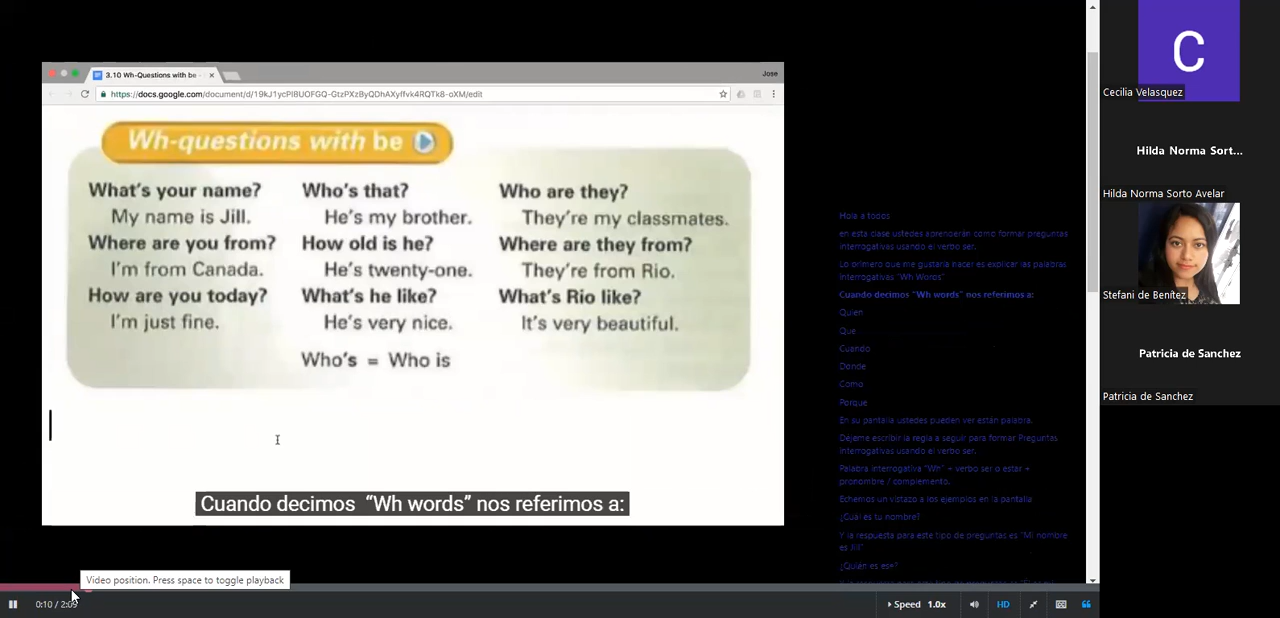 3.10 Wh-Questions with be -
Jose
https://docs.google.com/document/d/19kJ1ycPI8UOFGQ-GtzPXzByQDhAXyffvk4RQTk8-oXM/edit
Wh-questions with be
What's your name?
My name is Jill.
Where are you from?
I'm from Canada.
How are you today?
I'm just fine.
Who's that?
He's my brother.
How old is he?
He's twenty-one.
What's he like?
He's very nice.
Who's = Who is
Who are they?
They're my classmates.
Where are they from?
They're from Rio.
What's Rio like?
It's very beautiful.
Cuando decimos “Wh words” nos referimos a:
Video position. Press space to toggle playback
0:10 / 2:09
Speed 1.0x
HD
Hola a todos
en esta clase ustedes aprenderán como formar preguntas
interrogativas usando el verbo ser.
Lo primero que me gustaría hacer es explicar las palabras
interrogativas “Wh Words”
Cuando decimos “Wh words” nos referimos a:
Quien
Que
Cuando
Donde
Como
Porque
En su pantalla ustedes pueden ver están palabra.
Déjeme escribir la regla a seguir para formar Preguntas
interrogativas usando el verbo ser.
Palabra interrogativa “Wh” + verbo ser o estar +
pronombre / complemento.
Echemos un vistazo a los ejemplos en la pantalla
¿Cuál es tu nombre?
Y la respuesta para este tipo de preguntas es “Mi nombre
es Jill”
¿Quién es es»?
C
Cecilia Velasquez
Hilda Norma Sort...
Hilda Norma Sorto Avelar
Stefani de Benítez
Patricia de Sanchez
Patricia de Sanchez